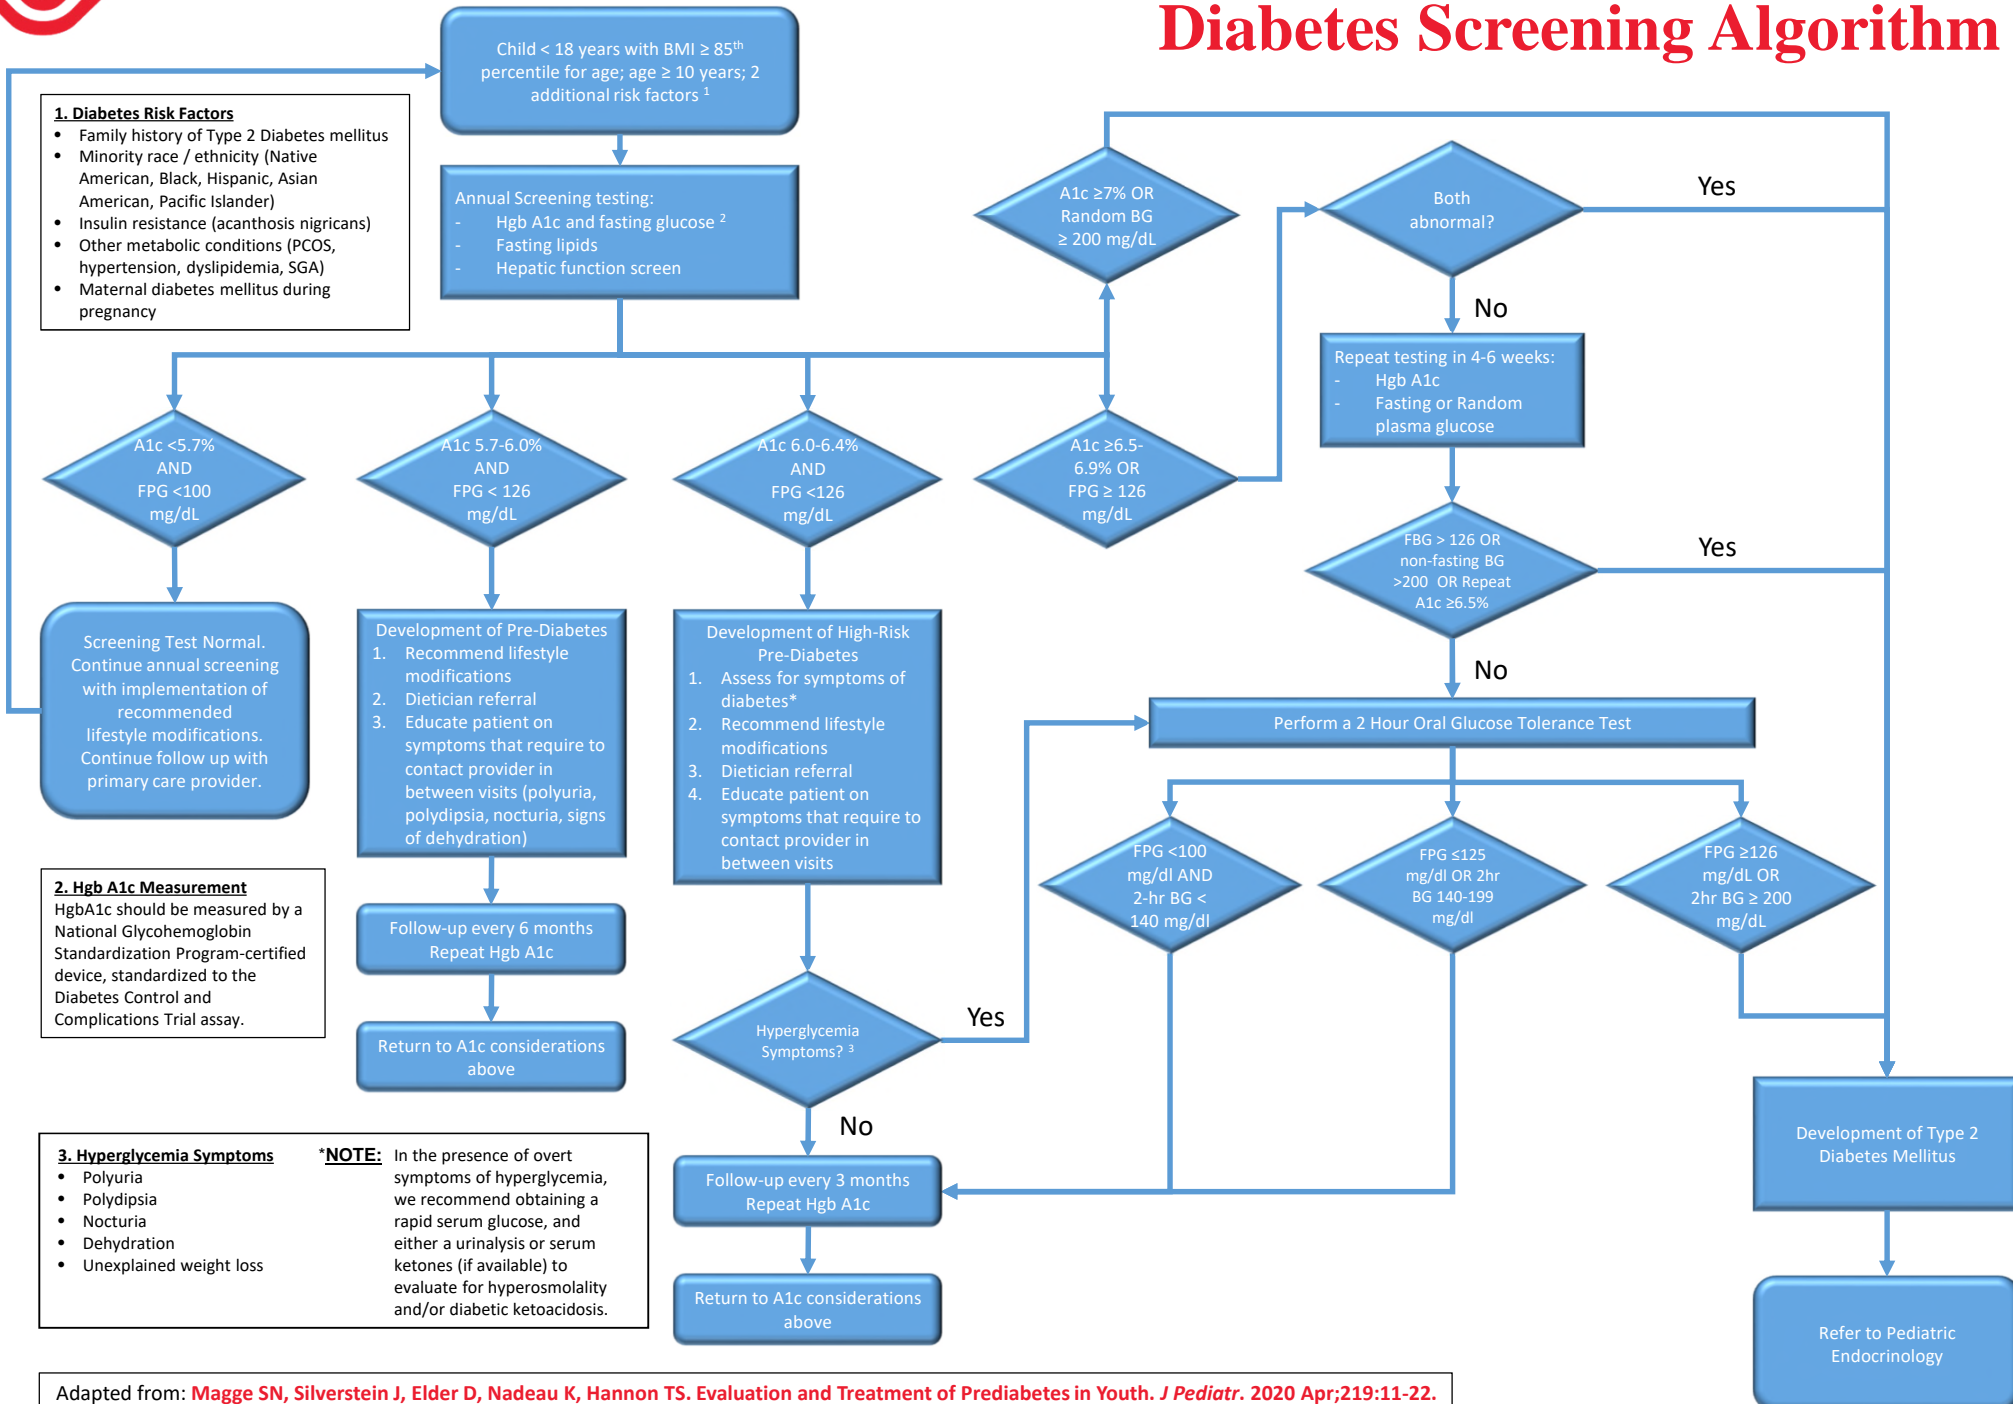 Diabetes Screening Algorithm
Child < 18 years with BMI ≥ 85th
percentile for age; age ≥ 10 years; 2
additional risk factors 1
1. Diabetes Risk Factors
• Family history of Type 2 Diabetes mellitus
• Minority race / ethnicity (Native
American, Black, Hispanic, Asian
American, Pacific Islander)
• Insulin resistance (acanthosis nigricans)
• Other metabolic conditions (PCOS,
hypertension, dyslipidemia, SGA)
• Maternal diabetes mellitus during
pregnancy
Annual Screening testing:
- Hgb A1c and fasting glucose 2
- Fasting lipids
- Hepatic function screen
A1c ≥7% OR
Random BG
≥ 200 mg/dL
Both
abnormal?
Yes
No
Repeat testing in 4-6 weeks:
- Hgb A1c
- Fasting or Random
plasma glucose
A1c <5.7%
AND
FPG <100
mg/dL
A1c 5.7-6.0%
AND
FPG < 126
mg/dL
A1c 6.0-6.4%
AND
FPG <126
mg/dL
A1c ≥6.5-
6.9% OR
FPG ≥ 126
mg/dL
FBG > 126 OR
non-fasting BG
>200 OR Repeat
A1c ≥6.5%
Yes
No
Screening Test Normal.
Continue annual screening
with implementation of
recommended
lifestyle modifications.
Continue follow up with
primary care provider.
Development of Pre-Diabetes
1. Recommend lifestyle
modifications
2. Dietician referral
3. Educate patient on
symptoms that require to
contact provider in
between visits (polyuria,
polydipsia, nocturia, signs
of dehydration)
Development of High-Risk
Pre-Diabetes
1. Assess for symptoms of
diabetes*
2. Recommend lifestyle
modifications
3. Dietician referral
4. Educate patient on
symptoms that require to
contact provider in
between visits
Perform a 2 Hour Oral Glucose Tolerance Test
FPG <100
mg/dl AND
2-hr BG <
140 mg/dl
FPG ≤125
mg/dl OR 2hr
BG 140-199
mg/dl
FPG ≥126
mg/dL OR
2hr BG ≥ 200
mg/dL
2. Hgb A1c Measurement
HgbA1c should be measured by a
National Glycohemoglobin
Standardization Program-certified
device, standardized to the
Diabetes Control and
Complications Trial assay.
Follow-up every 6 months
Repeat Hgb A1c
Return to A1c considerations
above
Hyperglycemia
Symptoms? 3
Yes
No
3. Hyperglycemia Symptoms
• Polyuria
• Polydipsia
• Nocturia
• Dehydration
• Unexplained weight loss
*NOTE: In the presence of overt
symptoms of hyperglycemia,
we recommend obtaining a
rapid serum glucose, and
either a urinalysis or serum
ketones (if available) to
evaluate for hyperosmolality
and/or diabetic ketoacidosis.
Follow-up every 3 months
Repeat Hgb A1c
Return to A1c considerations
above
Development of Type 2
Diabetes Mellitus
Refer to Pediatric
Endocrinology
Adapted from: Magge SN, Silverstein J, Elder D, Nadeau K, Hannon TS. Evaluation and Treatment of Prediabetes in Youth. J Pediatr. 2020 Apr;219:11-22.